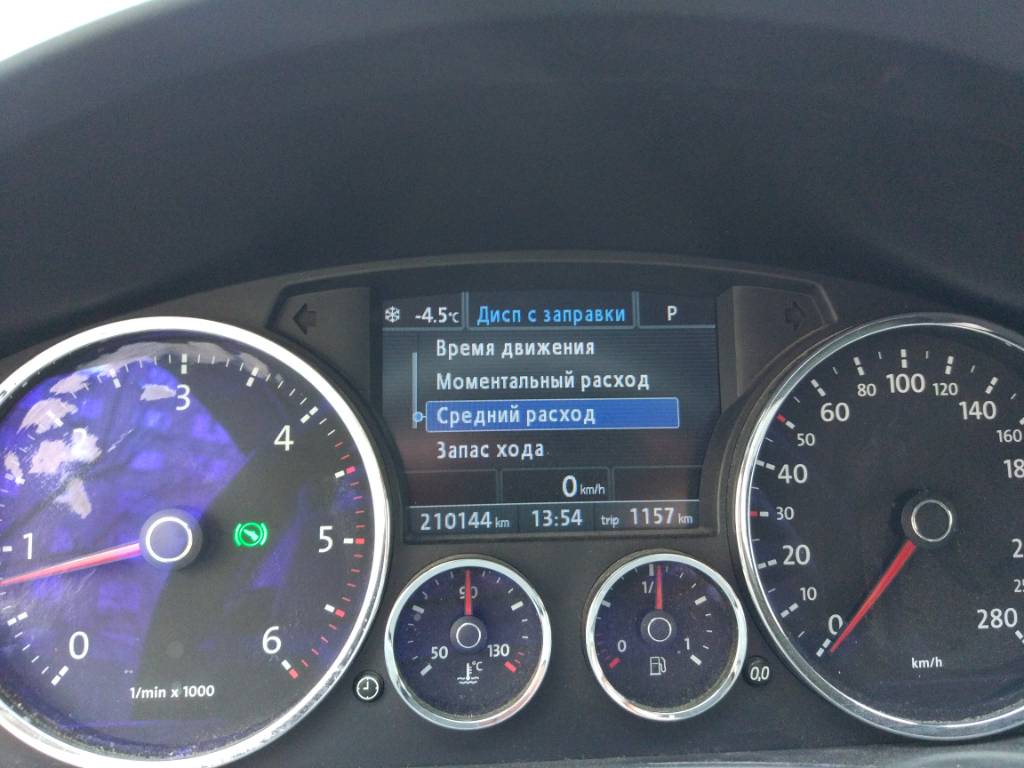 -4.5°C Дисп с заправки P
Время движения
Моментальный расход
Средний расход
Запас хода
0 km/h
210144 km 13:54 trip 1157 km
0 1 2 3 4 5 6
1/min x 1000
50 90 130
°C
0 1/ 1
0,0
0 10 20 30 40 50 60 80 100 120 140 160 18 2 280
km/h